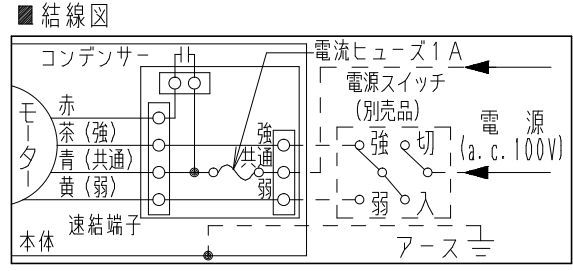 ■結線図
コンデンサー
電流ヒューズ1A
電源スイッチ
(別売品)
モーター
赤
茶(強)
青(共通)
黄(弱)
強
共通
弱
強 切
弱 入
電 源
(a.c.100V)
速結端子
本体
アース